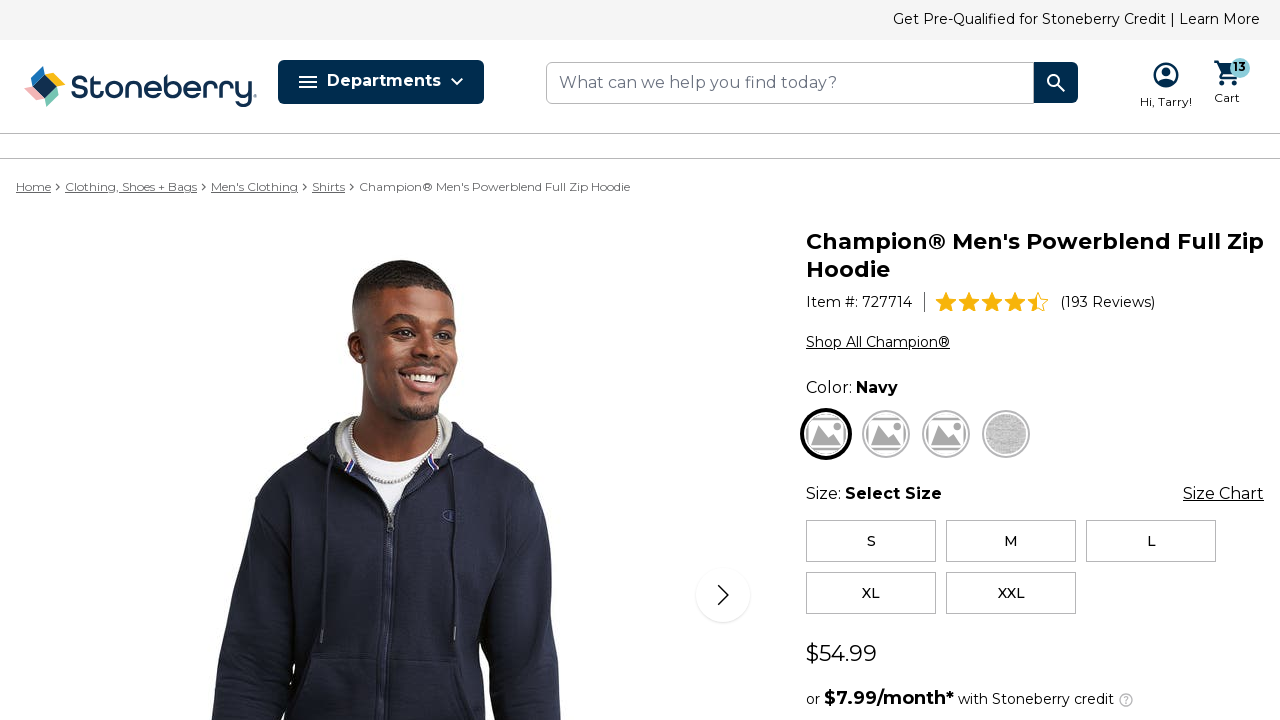 Get Pre-Qualified for Stoneberry Credit | Learn More
Stoneberry®
Departments
What can we help you find today?
Hi, Tarry!
13
Cart
Home > Clothing, Shoes + Bags > Men's Clothing > Shirts > Champion® Men's Powerblend Full Zip Hoodie
Champion® Men's Powerblend Full Zip
Hoodie
Item #: 727714
(193 Reviews)
Shop All Champion®
Color: Navy
Size: Select Size
Size Chart
S
M
L
XL
XXL
$54.99
or $7.99/month* with Stoneberry credit